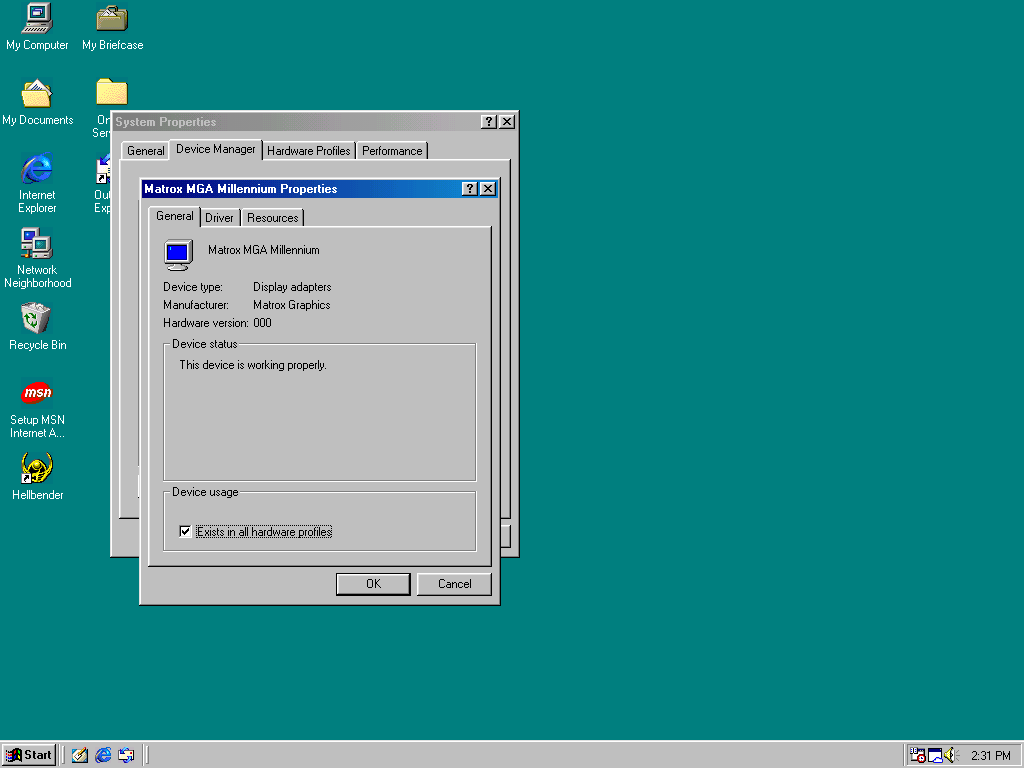 My Computer
My Briefcase
My Documents
Internet
Explorer
Network
Neighborhood
Recycle Bin
msn
Setup MSN
Internet A...
Hellbender
System Properties
General
Device Manager
Hardware Profiles
Performance
Matrox MGA Millennium Properties
General
Driver
Resources
Matrox MGA Millennium
Device type: Display adapters
Manufacturer: Matrox Graphics
Hardware version: 000
Device status
This device is working properly.
Device usage
Exists in all hardware profiles
OK
Cancel
Start
2:31 PM